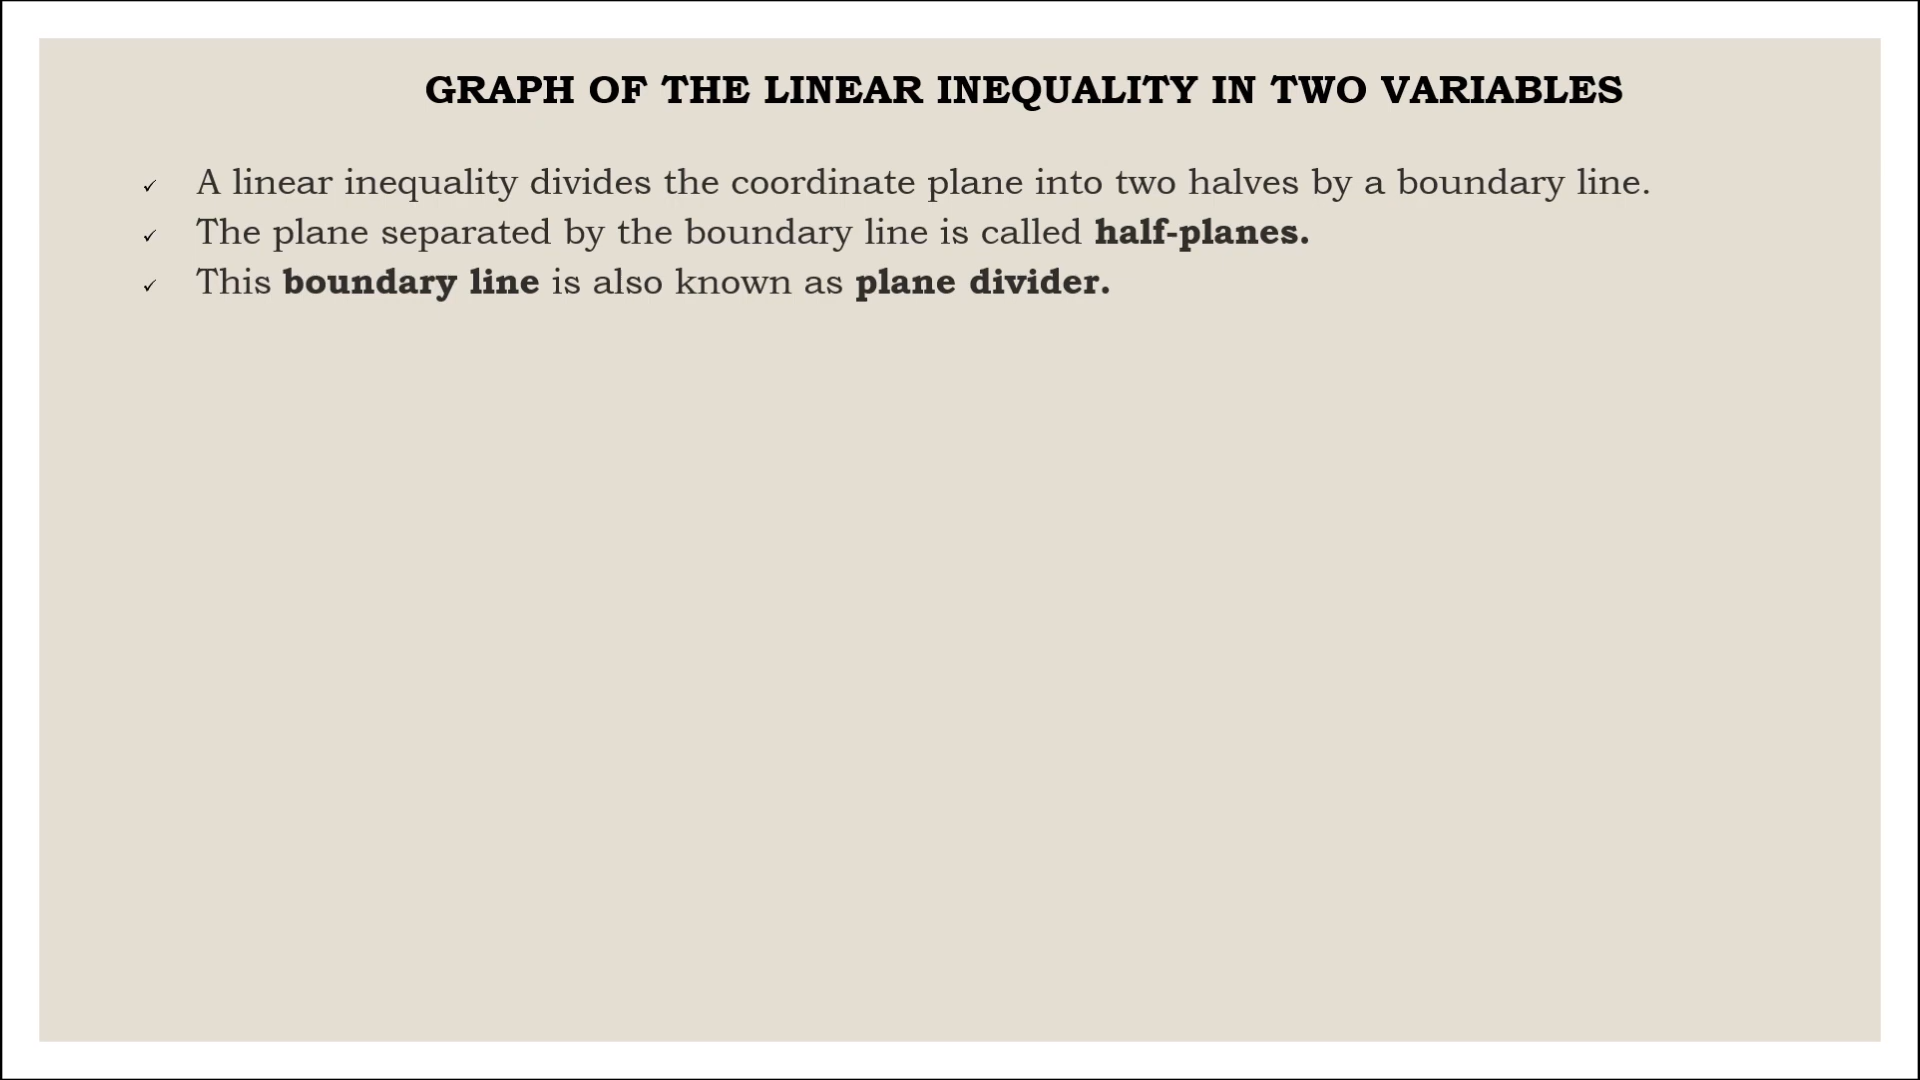 GRAPH OF THE LINEAR INEQUALITY IN TWO VARIABLES
✓ A linear inequality divides the coordinate plane into two halves by a boundary line.
✓ The plane separated by the boundary line is called half-planes.
✓ This boundary line is also known as plane divider.